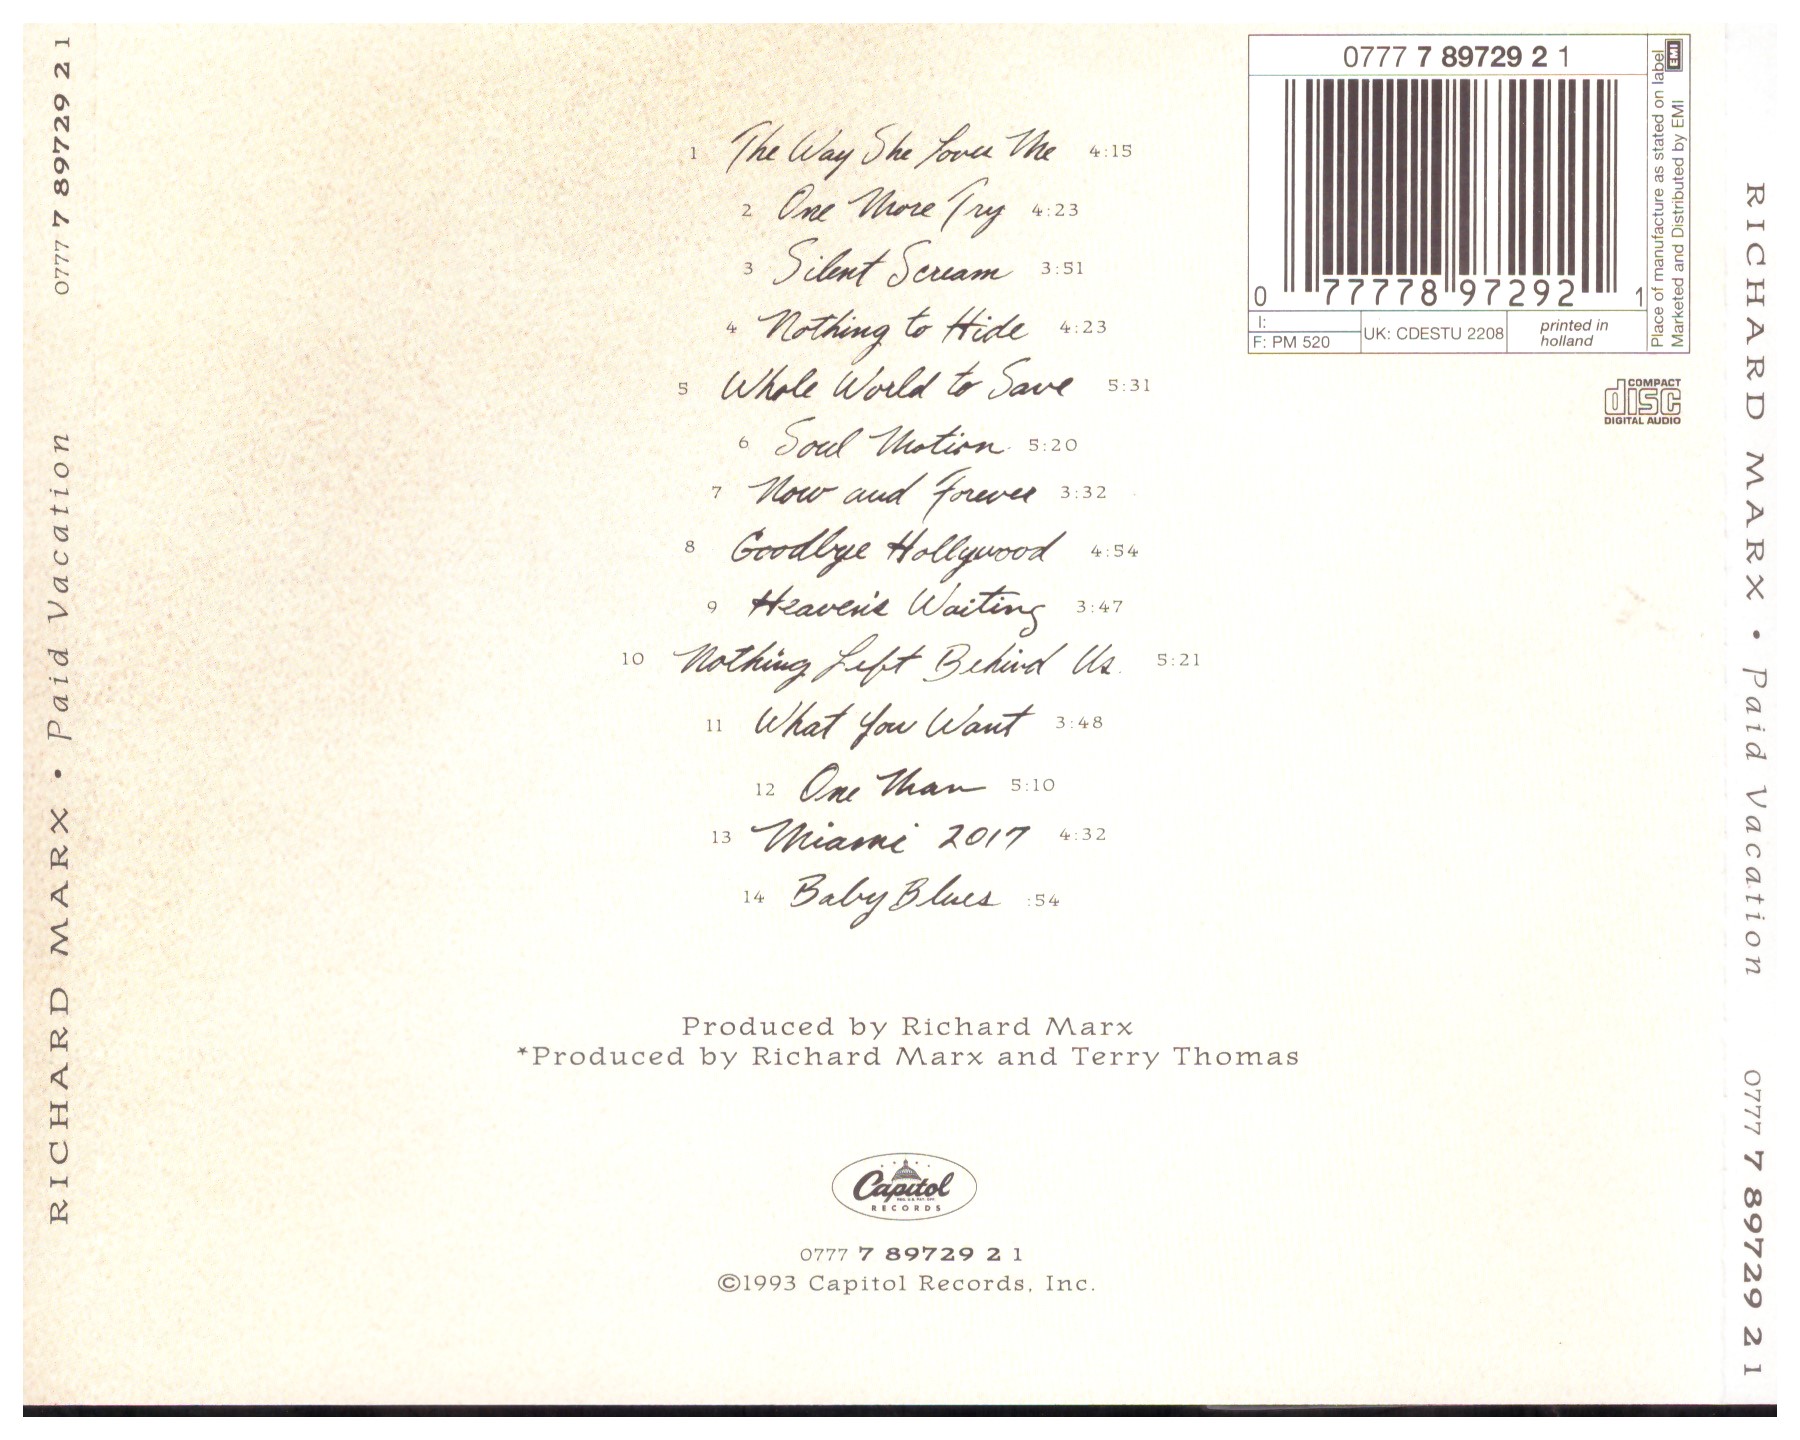 0777 7 89729 2 1
RICHARD MARX • Paid Vacation
1 The Way She Loves Me 4:15
2 One More Try 4:23
3 Silent Scream 3:51
4 Nothing to Hide 4:23
5 Whole World to Save 5:31
6 Soul Motion 5:20
7 Now and Forever 3:32
8 Goodbye Hollywood 4:54
9 Heaven's Waiting 3:47
10 Nothing Left Behind Us 5:21
11 What You Want 3:48
12 One Man 5:10
13 Miami 2017 4:32
14 Baby Blues :54
Produced by Richard Marx
*Produced by Richard Marx and Terry Thomas
Capitol
REG. U.S. PAT. OFF.
RECORDS
0777 7 89729 2 1
©1993 Capitol Records, Inc.
0777 7 89729 2 1
0 77778 97292 1
I:
F: PM 520
UK: CDESTU 2208
printed in
holland
Place of manufacture as stated on label
Marketed and Distributed by EMI
EMI
COMPACT
disc
DIGITAL AUDIO
RICHARD MARX • Paid Vacation
0777 7 89729 2 1